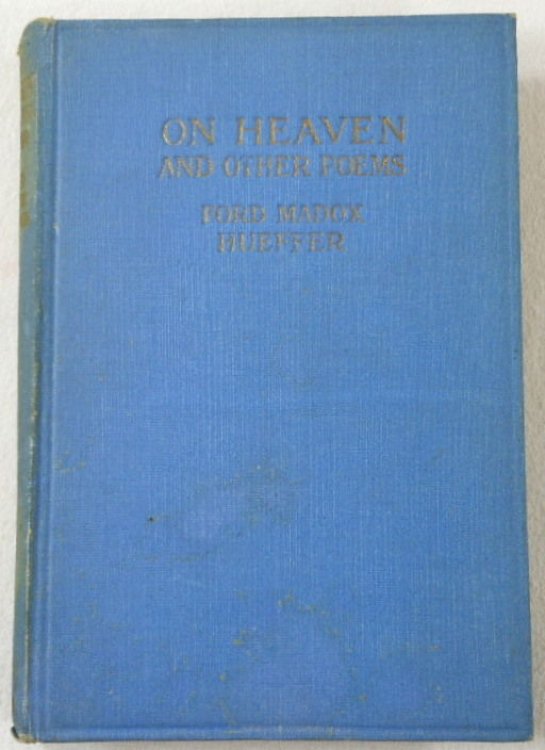 ON HEAVEN
AND OTHER POEMS
FORD MADOX
HUEFFER